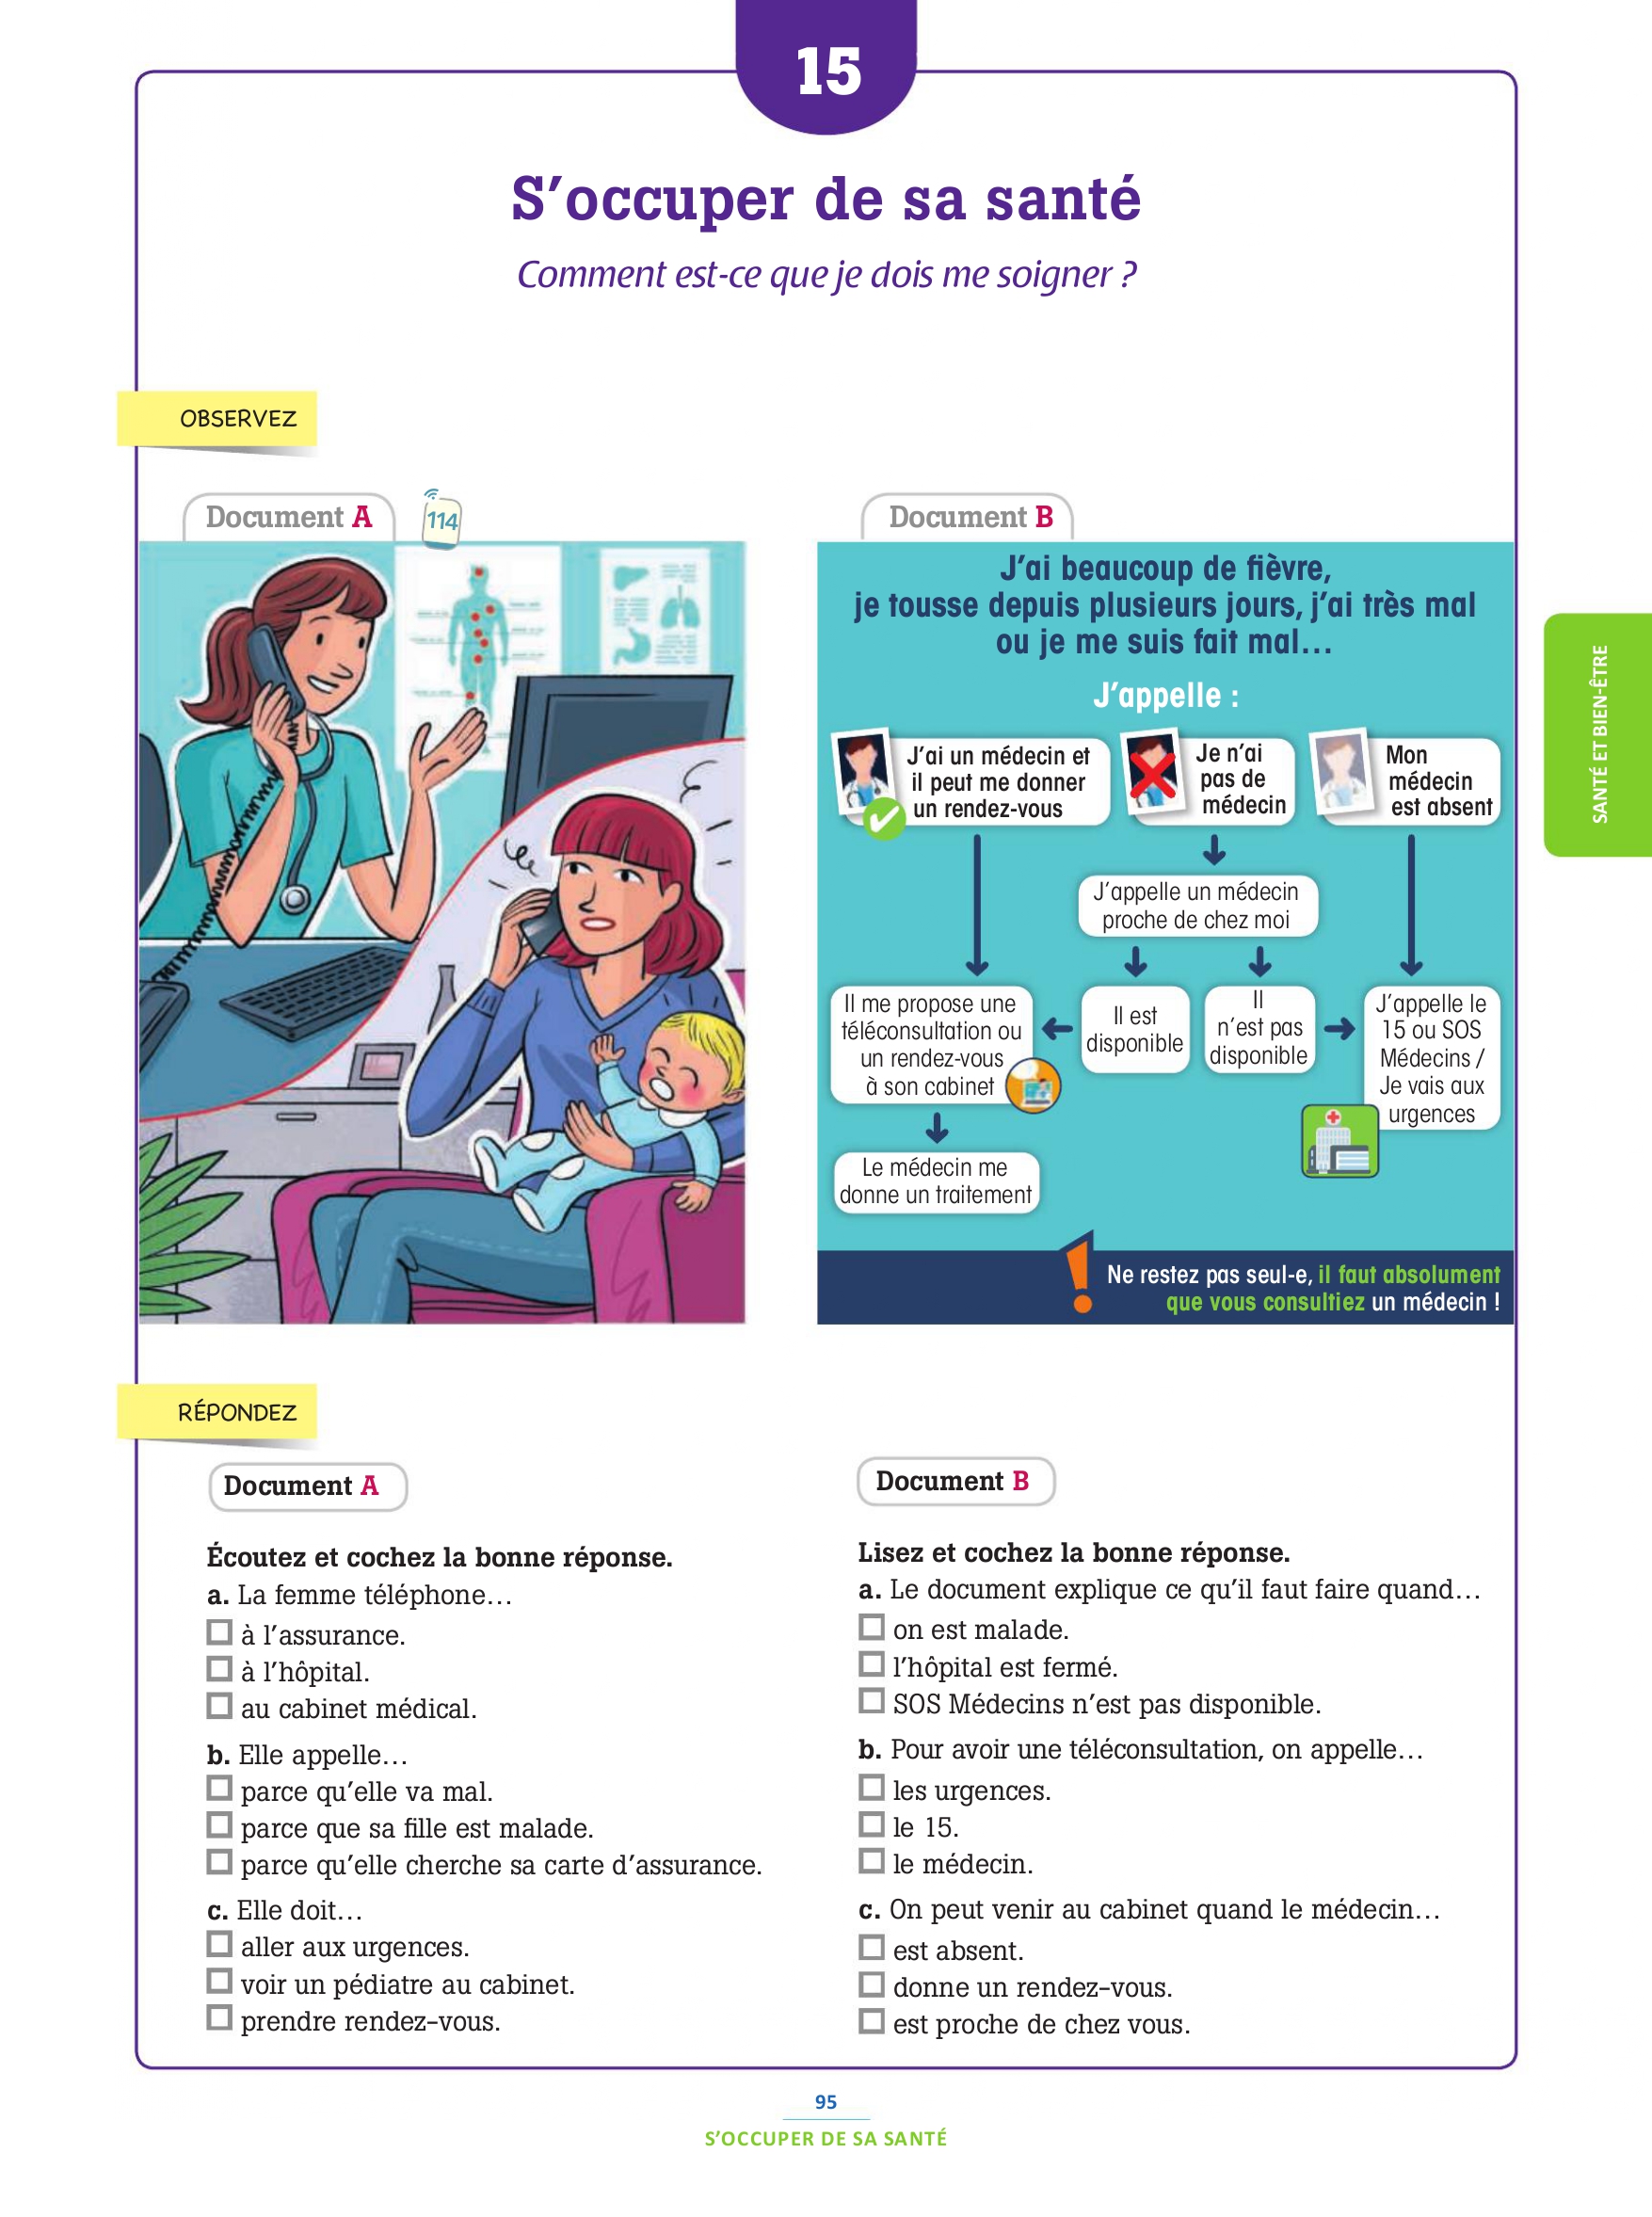 15
S'occuper de sa santé
Comment est-ce que je dois me soigner ?
OBSERVEZ
Document A
114
Document B
J'ai beaucoup de fièvre,
je tousse depuis plusieurs jours, j'ai très mal
ou je me suis fait mal...
J'appelle :
J'ai un médecin et
il peut me donner
un rendez-vous
Je n'ai
pas de
médecin
Mon
médecin
est absent
J'appelle un médecin
proche de chez moi
Il me propose une
téléconsultation ou
un rendez-vous
à son cabinet
Il est
disponible
Il
n'est pas
disponible
J'appelle le
15 ou SOS
Médecins /
Je vais aux
urgences
Le médecin me
donne un traitement
! Ne restez pas seul-e, il faut absolument
que vous consultiez un médecin !
SANTÉ ET BIEN-ÊTRE
RÉPONDEZ
Document A
Écoutez et cochez la bonne réponse.
a. La femme téléphone...
à l'assurance.
à l'hôpital.
au cabinet médical.
b. Elle appelle...
parce qu'elle va mal.
parce que sa fille est malade.
parce qu'elle cherche sa carte d'assurance.
c. Elle doit...
aller aux urgences.
voir un pédiatre au cabinet.
prendre rendez-vous.
Document B
Lisez et cochez la bonne réponse.
a. Le document explique ce qu'il faut faire quand...
on est malade.
l'hôpital est fermé.
SOS Médecins n'est pas disponible.
b. Pour avoir une téléconsultation, on appelle...
les urgences.
le 15.
le médecin.
c. On peut venir au cabinet quand le médecin...
est absent.
donne un rendez-vous.
est proche de chez vous.
95
S'OCCUPER DE SA SANTÉ